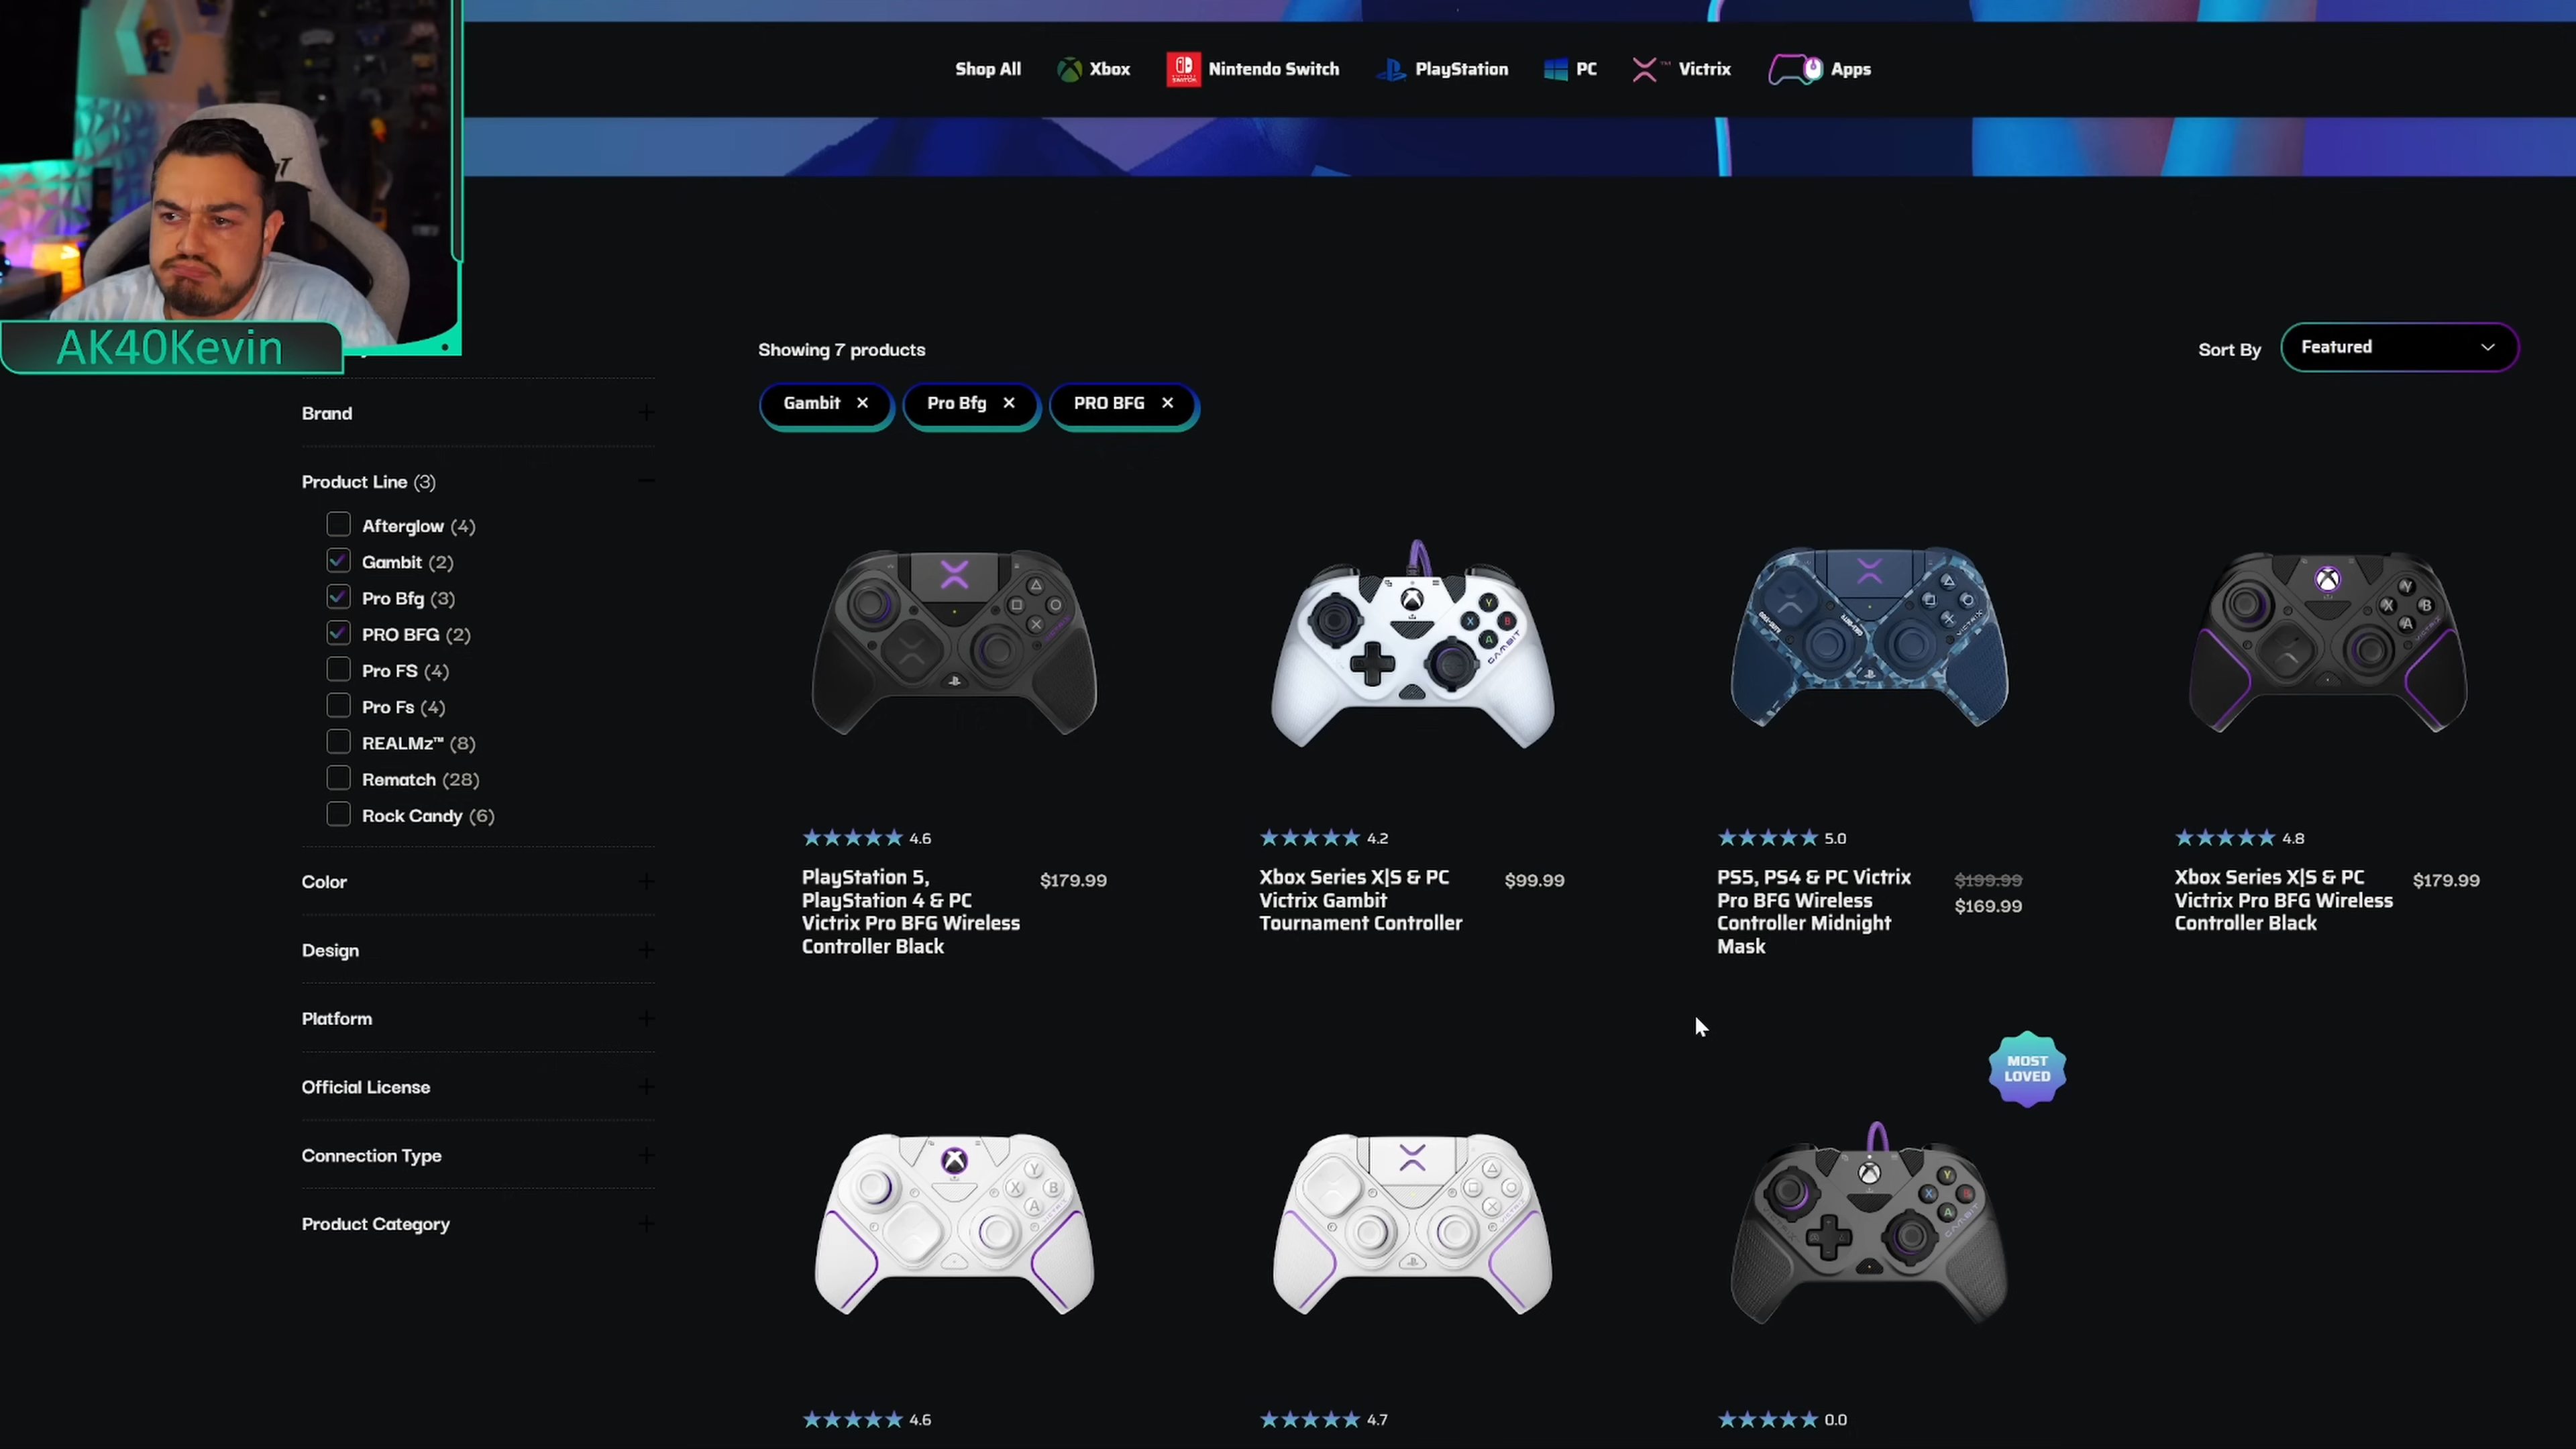 Shop All
Xbox
Nintendo Switch
PlayStation
PC
Victrix
Apps
AK40Kevin
Showing 7 products
Sort By
Featured
Gambit ×
Pro Bfg ×
PRO BFG ×
Brand
Product Line (3)
Afterglow (4)
Gambit (2)
Pro Bfg (3)
PRO BFG (2)
Pro FS (4)
Pro Fs (4)
REALMz™ (8)
Rematch (28)
Rock Candy (6)
Color
Design
Platform
Official License
Connection Type
Product Category
4.6
PlayStation 5,
PlayStation 4 & PC
Victrix Pro BFG Wireless
Controller Black
$179.99
4.2
Xbox Series X|S & PC
Victrix Gambit
Tournament Controller
$99.99
5.0
PS5, PS4 & PC Victrix
Pro BFG Wireless
Controller Midnight
Mask
$199.99
$169.99
4.8
Xbox Series X|S & PC
Victrix Pro BFG Wireless
Controller Black
$179.99
MOST
LOVED
4.6
4.7
0.0